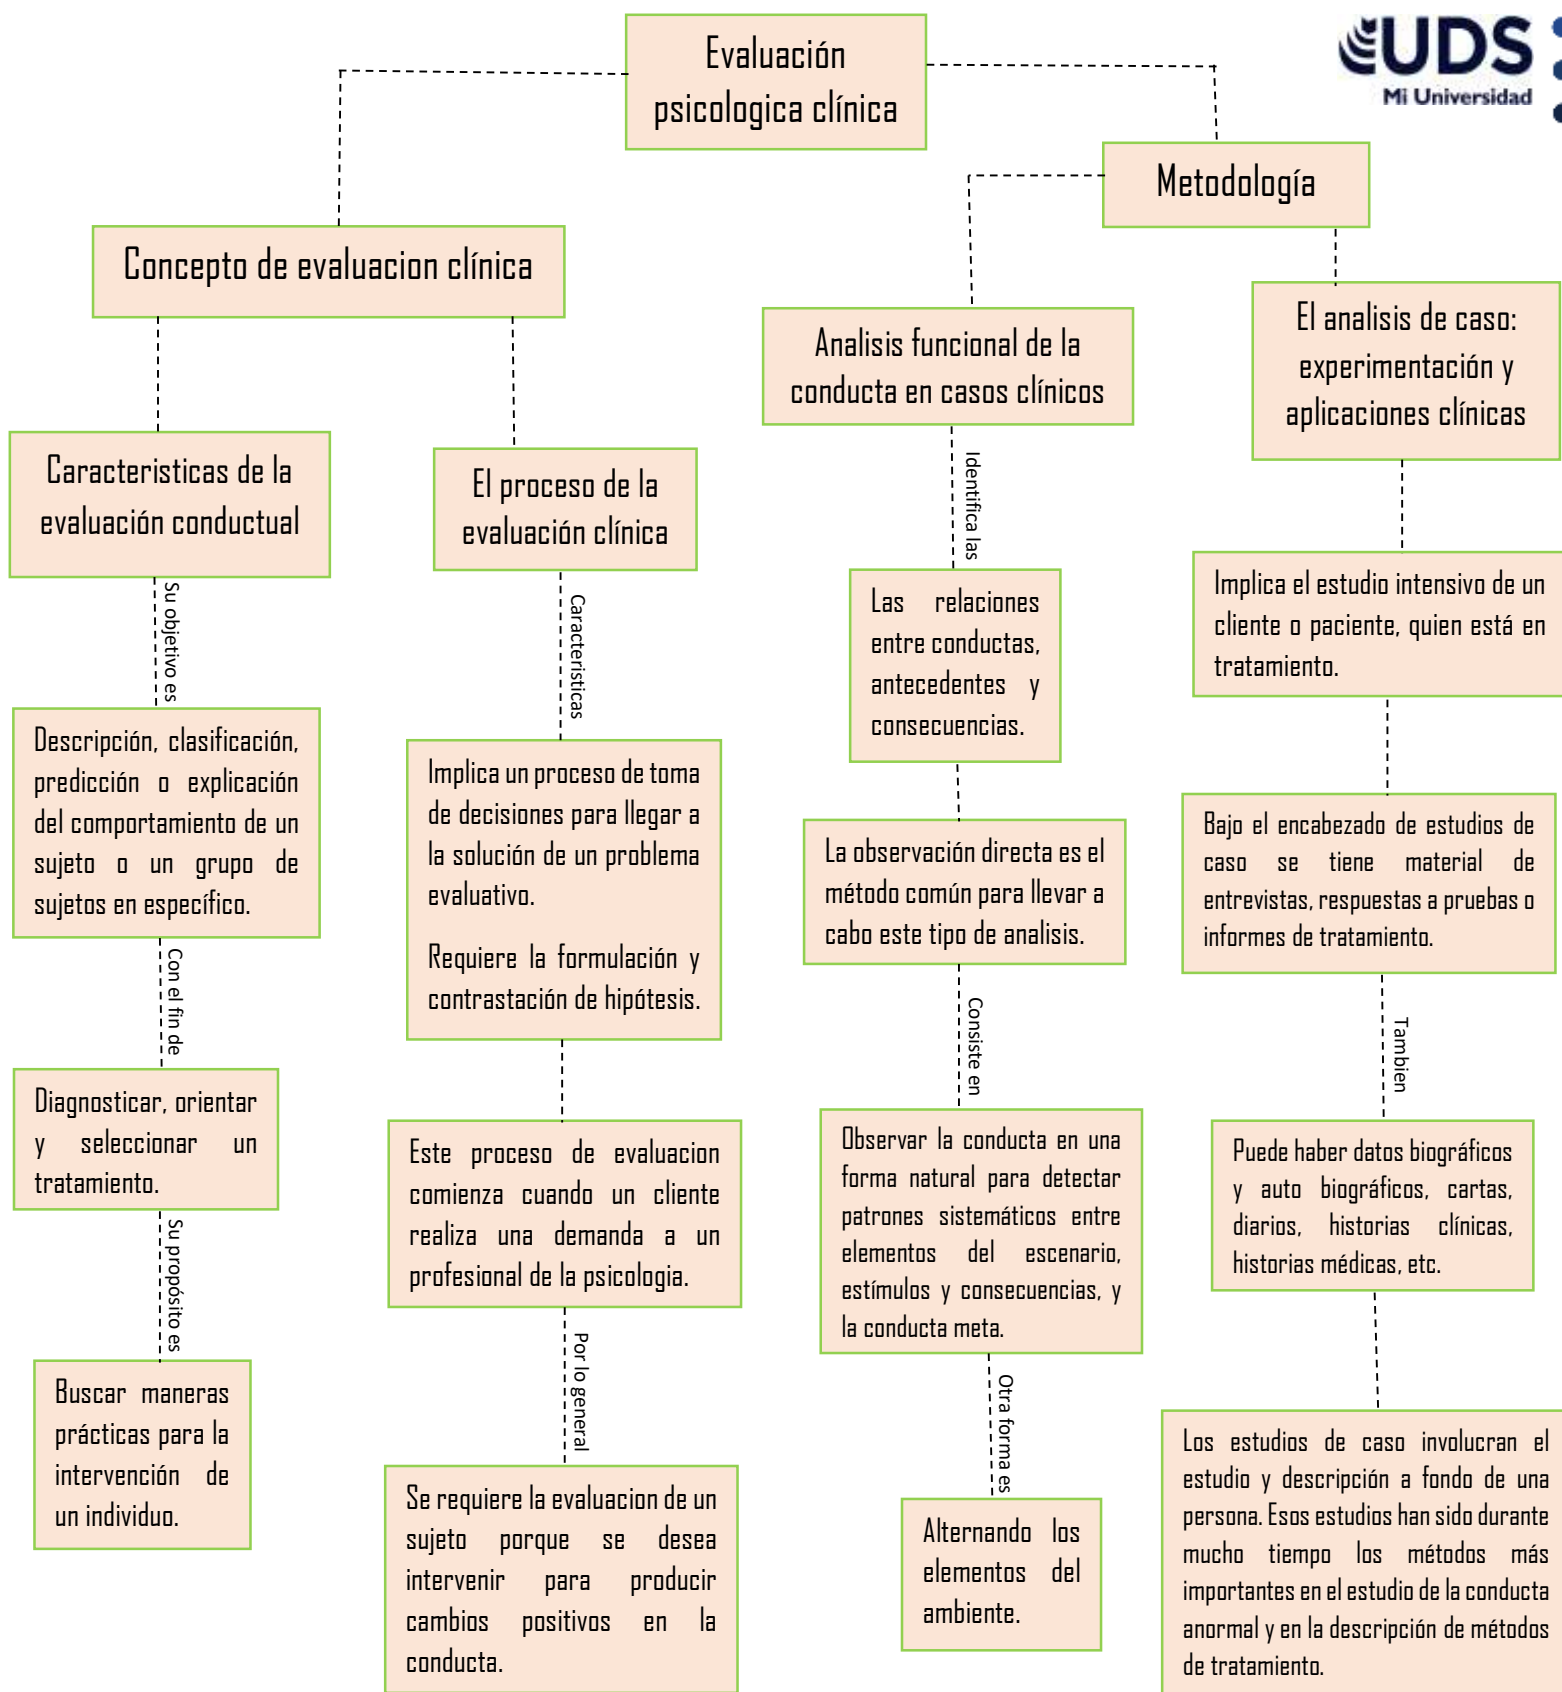 Evaluación
psicologica clínica
UDS
Mi Universidad
Metodología
Concepto de evaluacion clínica
Caracteristicas de la
evaluación conductual
Su objetivo es
Descripción, clasificación,
predicción o explicación
del comportamiento de un
sujeto o un grupo de
sujetos en específico.
Con el fin de
Diagnosticar, orientar
y seleccionar un
tratamiento.
Su propósito es
Buscar maneras
prácticas para la
intervención de
un individuo.
El proceso de la
evaluación clínica
Caracteristicas
Implica un proceso de toma
de decisiones para llegar a
la solución de un problema
evaluativo.
Requiere la formulación y
contrastación de hipótesis.
Este proceso de evaluacion
comienza cuando un cliente
realiza una demanda a un
profesional de la psicologia.
Por lo general
Se requiere la evaluacion de un
sujeto porque se desea
intervenir para producir
cambios positivos en la
conducta.
Analisis funcional de la
conducta en casos clínicos
Identifica las
Las relaciones
entre conductas,
antecedentes y
consecuencias.
La observación directa es el
método común para llevar a
cabo este tipo de analisis.
Consiste en
Observar la conducta en una
forma natural para detectar
patrones sistemáticos entre
elementos del escenario,
estímulos y consecuencias, y
la conducta meta.
Otra forma es
Alternando los
elementos del
ambiente.
El analisis de caso:
experimentación y
aplicaciones clínicas
Implica el estudio intensivo de un
cliente o paciente, quien está en
tratamiento.
Bajo el encabezado de estudios de
caso se tiene material de
entrevistas, respuestas a pruebas o
informes de tratamiento.
Tambien
Puede haber datos biográficos
y auto biográficos, cartas,
diarios, historias clínicas,
historias médicas, etc.
Los estudios de caso involucran el
estudio y descripción a fondo de una
persona. Esos estudios han sido durante
mucho tiempo los métodos más
importantes en el estudio de la conducta
anormal y en la descripción de métodos
de tratamiento.